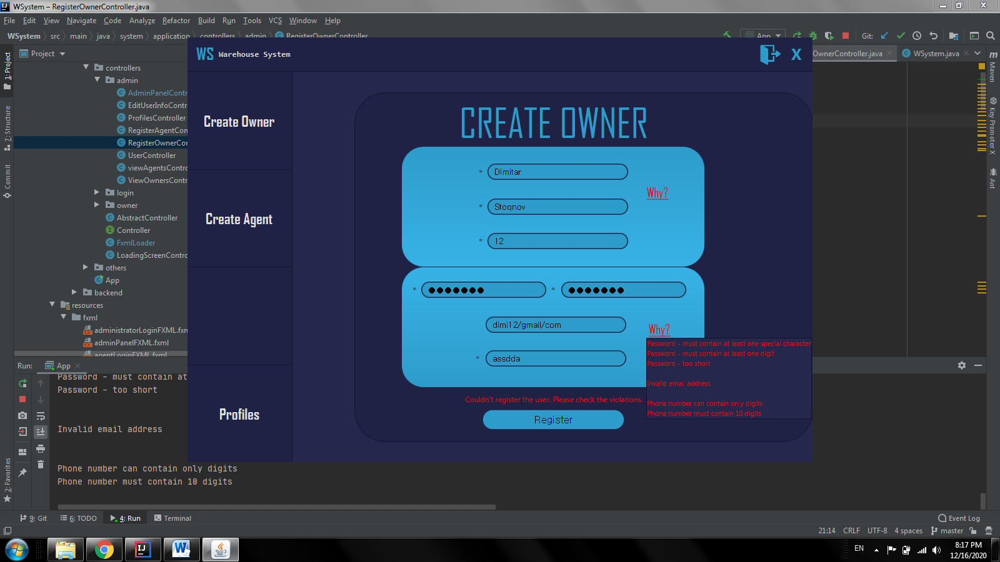 WSystem – RegisterOwnerController.java
File Edit View Navigate Code Analyze Refactor Build Run Tools VCS Window Help
WSystem src main java system application controllers admin RegisterOwnerController
App
Git:
1: Project
7: Structure
Commit
2: Favorites
Project
controllers
admin
AdminPanelContr
EditUserInfoContr
ProfilesController
RegisterAgentCon
RegisterOwnerCor
UserController
viewAgentsContro
ViewOwnersContr
login
owner
AbstractController
Controller
FxmlLoader
LoadingScreenContro
others
App
backend
resources
fxml
administratorLoginFXML.fxn
adminPanelFXML.fxml
agentLoginFXML.fxml
OwnerController.java
WSystem.java
Maven
Key Promoter X
Ant
WS Warehouse System
X
Create Owner
Create Agent
Profiles
CREATE OWNER
* Dimitar
Why?
* Stoqnov
* 12
* ●●●●●●● * ●●●●●●●
dimi12/gmail/com
Why?
* assdda
Password - must contain at least one special character
Password - must contain at least one digit
Password - too short
Invalid email address
Phone number can contain only digits
Phone number must contain 10 digits
Couldn't register the user. Please check the violations.
Register
Run: App
Password - must contain at
Password - too short
Invalid email address
Phone number can contain only digits
Phone number must contain 10 digits
9: Git 6: TODO 4: Run Terminal
Event Log
21:14 CRLF UTF-8 4 spaces master
EN
8:17 PM
12/16/2020